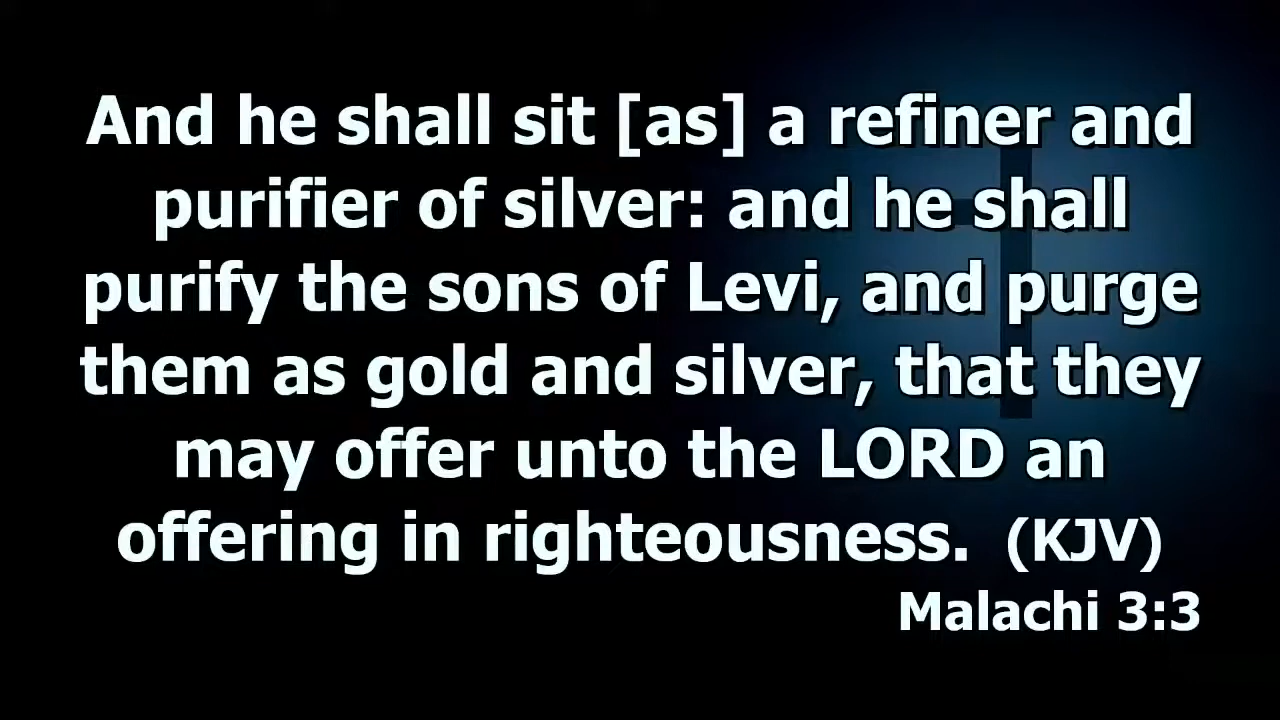 And he shall sit [as] a refiner and
purifier of silver: and he shall
purify the sons of Levi, and purge
them as gold and silver, that they
may offer unto the LORD an
offering in righteousness. (KJV)
Malachi 3:3